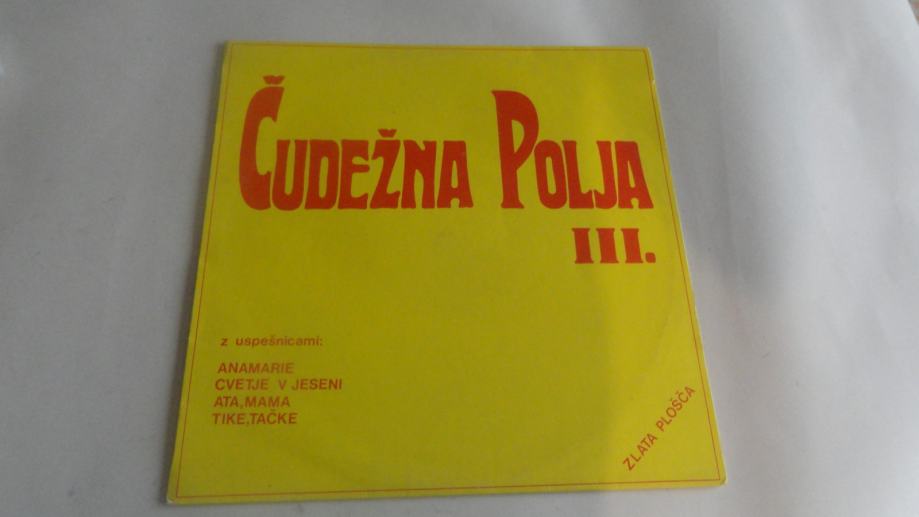 ČUDEŽNA POLJA
III.
z uspešnicami:
ANAMARIE
CVETJE V JESENI
ATA,MAMA
TIKE,TAČKE
ZLATA PLOŠČA